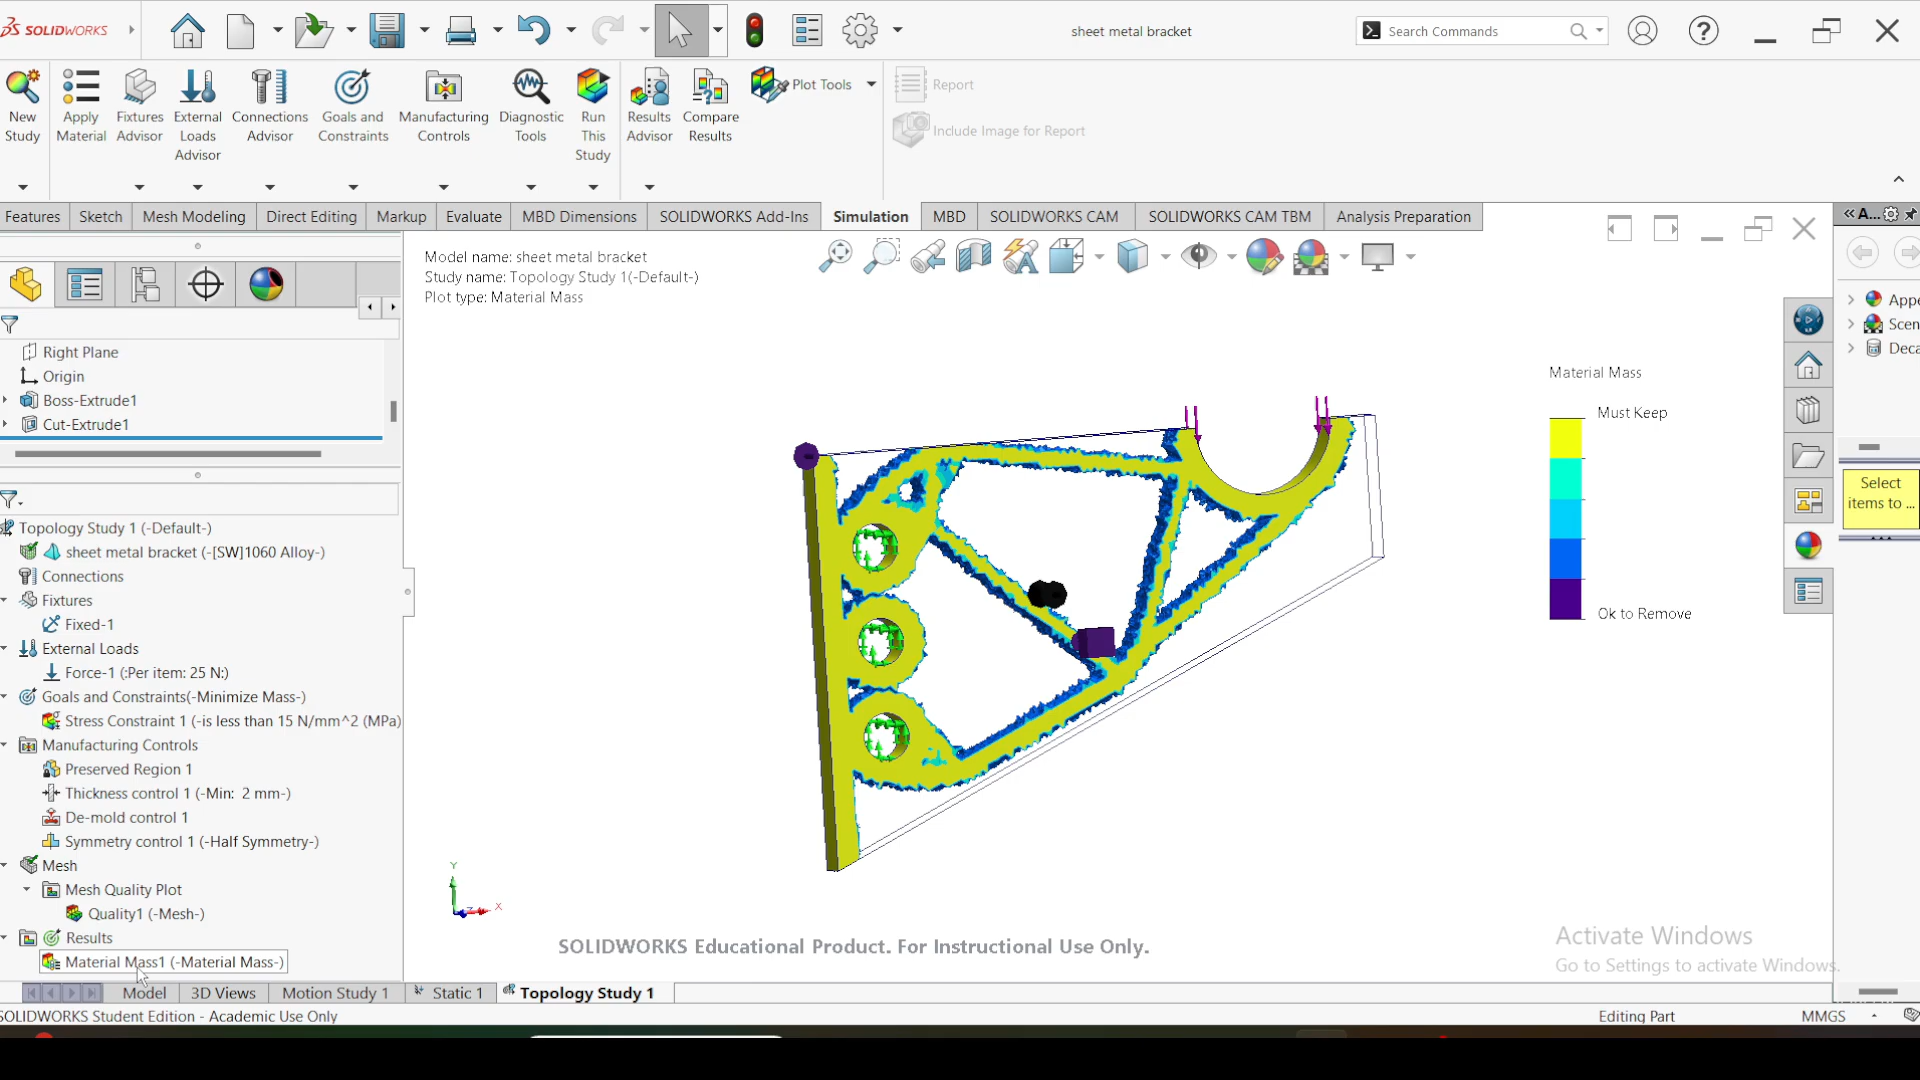 SOLIDWORKS
sheet metal bracket
Search Commands
New Study
Apply Material
Fixtures Advisor
External Loads Advisor
Connections Advisor
Goals and Constraints
Manufacturing Controls
Diagnostic Tools
Run This Study
Results Advisor
Compare Results
Plot Tools
Report
Include Image for Report
Features
Sketch
Mesh Modeling
Direct Editing
Markup
Evaluate
MBD Dimensions
SOLIDWORKS Add-Ins
Simulation
MBD
SOLIDWORKS CAM
SOLIDWORKS CAM TBM
Analysis Preparation
A...
Model name: sheet metal bracket
Study name: Topology Study 1(-Default-)
Plot type: Material Mass
Right Plane
Origin
Boss-Extrude1
Cut-Extrude1
Topology Study 1 (-Default-)
sheet metal bracket (-[SW]1060 Alloy-)
Connections
Fixtures
Fixed-1
External Loads
Force-1 (:Per item: 25 N:)
Goals and Constraints(-Minimize Mass-)
Stress Constraint 1 (-is less than 15 N/mm^2 (MPa)
Manufacturing Controls
Preserved Region 1
Thickness control 1 (-Min: 2 mm-)
De-mold control 1
Symmetry control 1 (-Half Symmetry-)
Mesh
Mesh Quality Plot
Quality1 (-Mesh-)
Results
Material Mass1 (-Material Mass-)
Material Mass
Must Keep
Ok to Remove
Appe
Scen
Deca
Select
items to ...
Y
X
Z
SOLIDWORKS Educational Product. For Instructional Use Only.
Activate Windows
Go to Settings to activate Windows.
Model
3D Views
Motion Study 1
Static 1
Topology Study 1
SOLIDWORKS Student Edition - Academic Use Only
Editing Part
MMGS